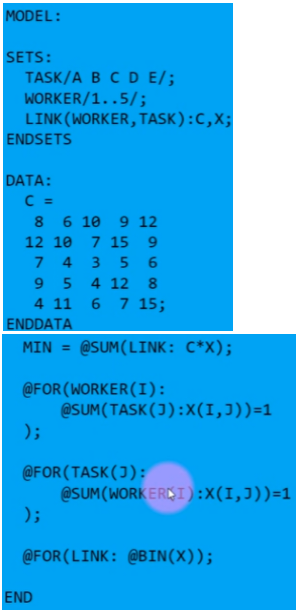 MODEL:
SETS:
TASK/A B C D E/;
WORKER/1..5/;
LINK(WORKER,TASK):C,X;
ENDSETS
DATA:
C =
8 6 10 9 12
12 10 7 15 9
7 4 3 5 6
9 5 4 12 8
4 11 6 7 15;
ENDDATA
MIN = @SUM(LINK: C*X);
@FOR(WORKER(I):
@SUM(TASK(J):X(I,J))=1
);
@FOR(TASK(J):
@SUM(WORKER(I):X(I,J))=1
);
@FOR(LINK: @BIN(X));
END